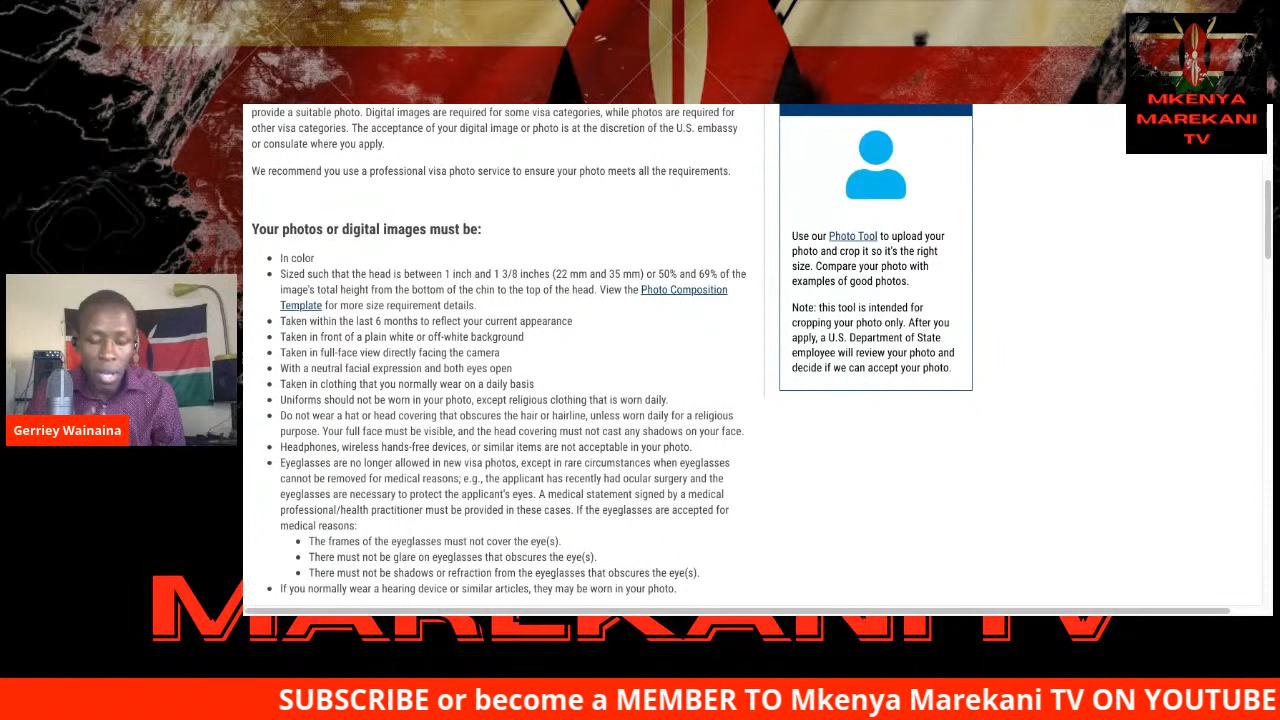 MKENYA
MAREKANI
TV
provide a suitable photo. Digital images are required for some visa categories, while photos are required for
other visa categories. The acceptance of your digital image or photo is at the discretion of the U.S. embassy
or consulate where you apply.
We recommend you use a professional visa photo service to ensure your photo meets all the requirements.
Your photos or digital images must be:
In color
Sized such that the head is between 1 inch and 1 3/8 inches (22 mm and 35 mm) or 50% and 69% of the
image's total height from the bottom of the chin to the top of the head. View the Photo Composition
Template for more size requirement details.
Taken within the last 6 months to reflect your current appearance
Taken in front of a plain white or off-white background
Taken in full-face view directly facing the camera
With a neutral facial expression and both eyes open
Taken in clothing that you normally wear on a daily basis
Uniforms should not be worn in your photo, except religious clothing that is worn daily.
Do not wear a hat or head covering that obscures the hair or hairline, unless worn daily for a religious
purpose. Your full face must be visible, and the head covering must not cast any shadows on your face.
Headphones, wireless hands-free devices, or similar items are not acceptable in your photo.
Eyeglasses are no longer allowed in new visa photos, except in rare circumstances when eyeglasses
cannot be removed for medical reasons; e.g., the applicant has recently had ocular surgery and the
eyeglasses are necessary to protect the applicant's eyes. A medical statement signed by a medical
professional/health practitioner must be provided in these cases. If the eyeglasses are accepted for
medical reasons:
The frames of the eyeglasses must not cover the eye(s).
There must not be glare on eyeglasses that obscures the eye(s).
There must not be shadows or refraction from the eyeglasses that obscures the eye(s).
If you normally wear a hearing device or similar articles, they may be worn in your photo.
Use our Photo Tool to upload your
photo and crop it so it's the right
size. Compare your photo with
examples of good photos.
Note: this tool is intended for
cropping your photo only. After you
apply, a U.S. Department of State
employee will review your photo and
decide if we can accept your photo.
Gerriey Wainaina
MAREKANI TV
SUBSCRIBE or become a MEMBER TO Mkenya Marekani TV ON YOUTUBE